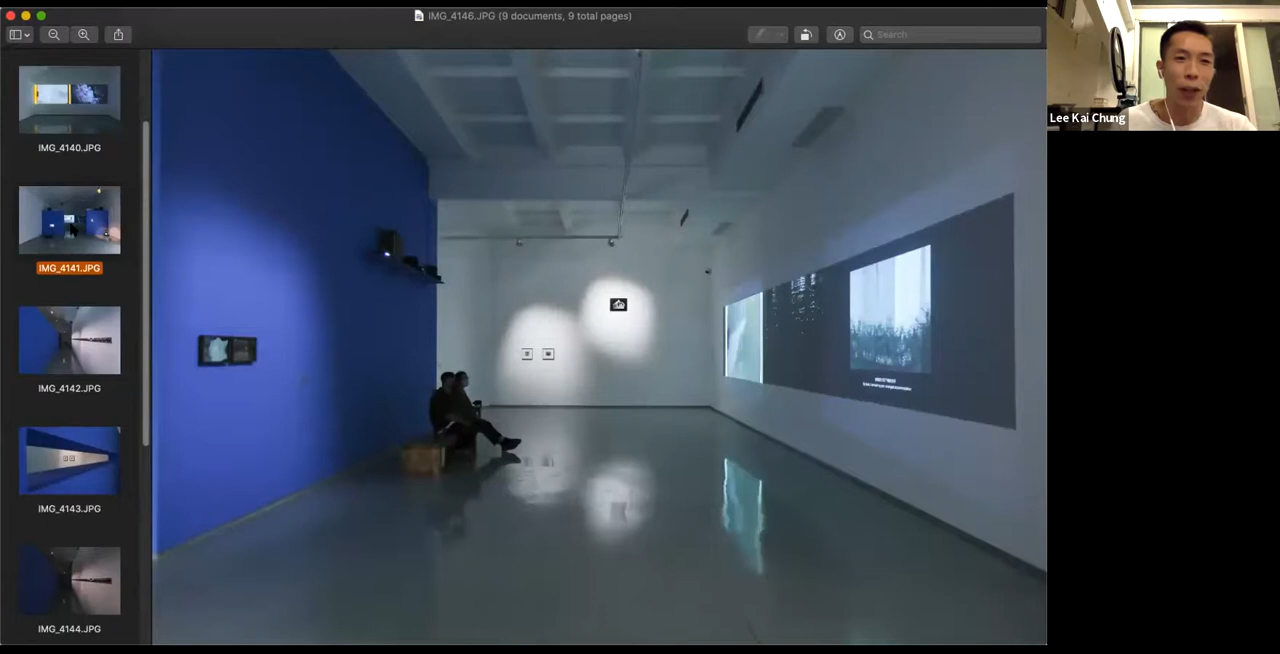 IMG_4146.JPG (9 documents, 9 total pages)
Search
IMG_4140.JPG
IMG_4141.JPG
IMG_4142.JPG
IMG_4143.JPG
IMG_4144.JPG
Lee Kai Chung